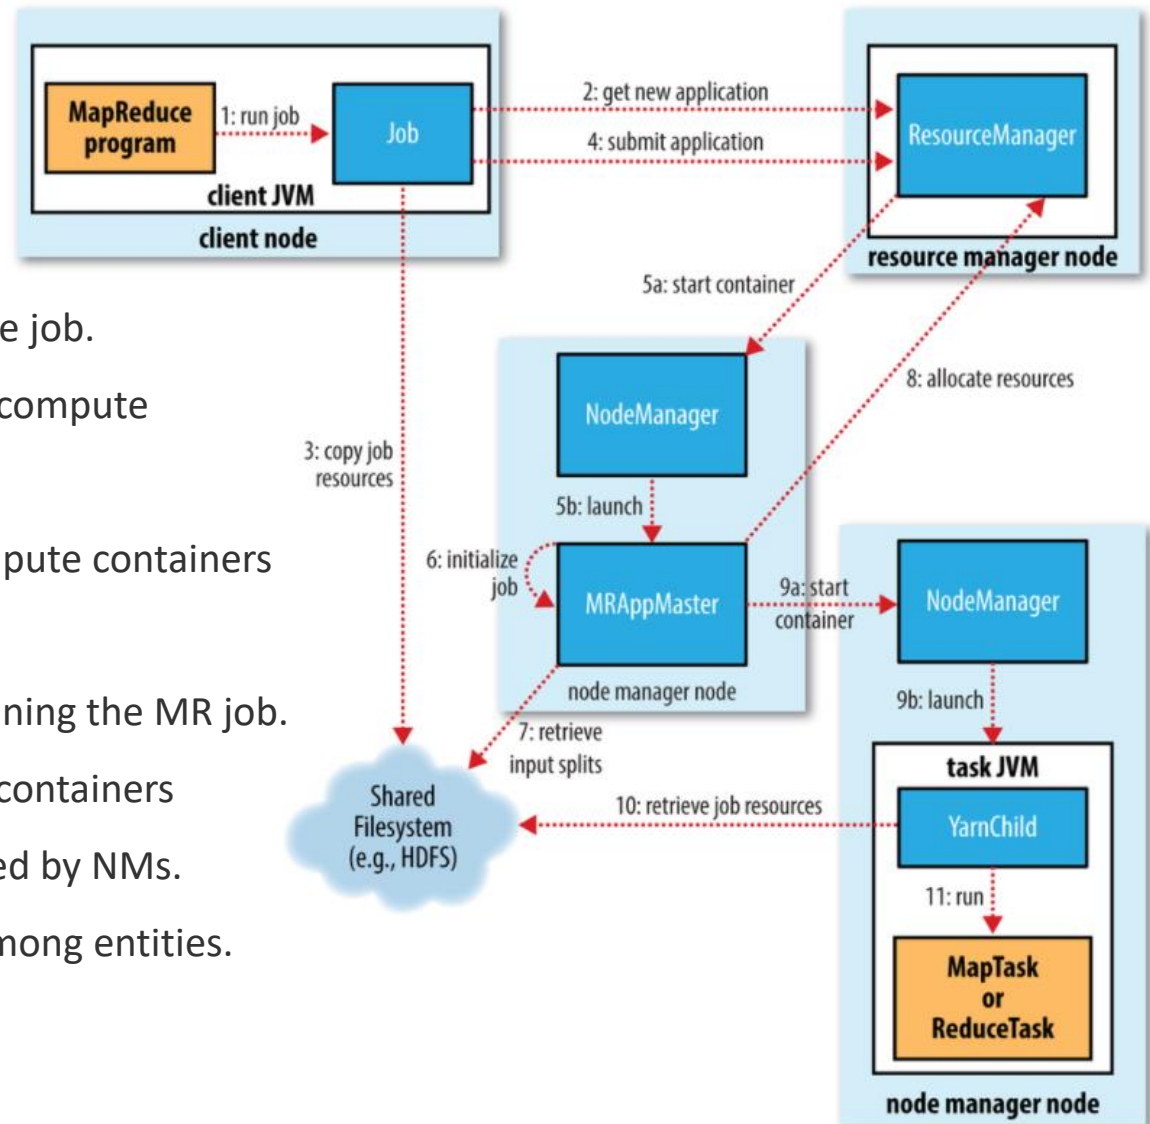 MapReduce
program
1: run job
Job
client JVM
client node
2: get new application
4: submit application
ResourceManager
resource manager node
5a: start container
e job.
compute
pute containers
ning the MR job.
containers
ed by NMs.
mong entities.
3: copy job
resources
NodeManager
5b: launch
6: initialize
job
MRAppMaster
node manager node
8: allocate resources
9a: start
container
7: retrieve
input splits
Shared
Filesystem
(e.g., HDFS)
10: retrieve job resources
NodeManager
9b: launch
task JVM
YarnChild
11: run
MapTask
or
ReduceTask
node manager node